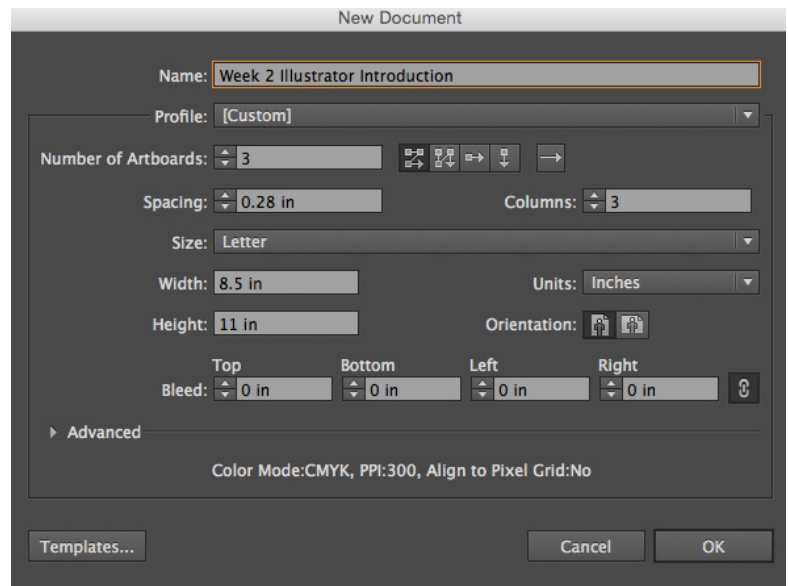 New Document
Name: Week 2 Illustrator Introduction
Profile: [Custom]
Number of Artboards: 3
Spacing: 0.28 in Columns: 3
Size: Letter
Width: 8.5 in Units: Inches
Height: 11 in Orientation:
Top Bottom Left Right
Bleed: 0 in 0 in 0 in 0 in
Advanced
Color Mode:CMYK, PPI:300, Align to Pixel Grid:No
Templates... Cancel OK